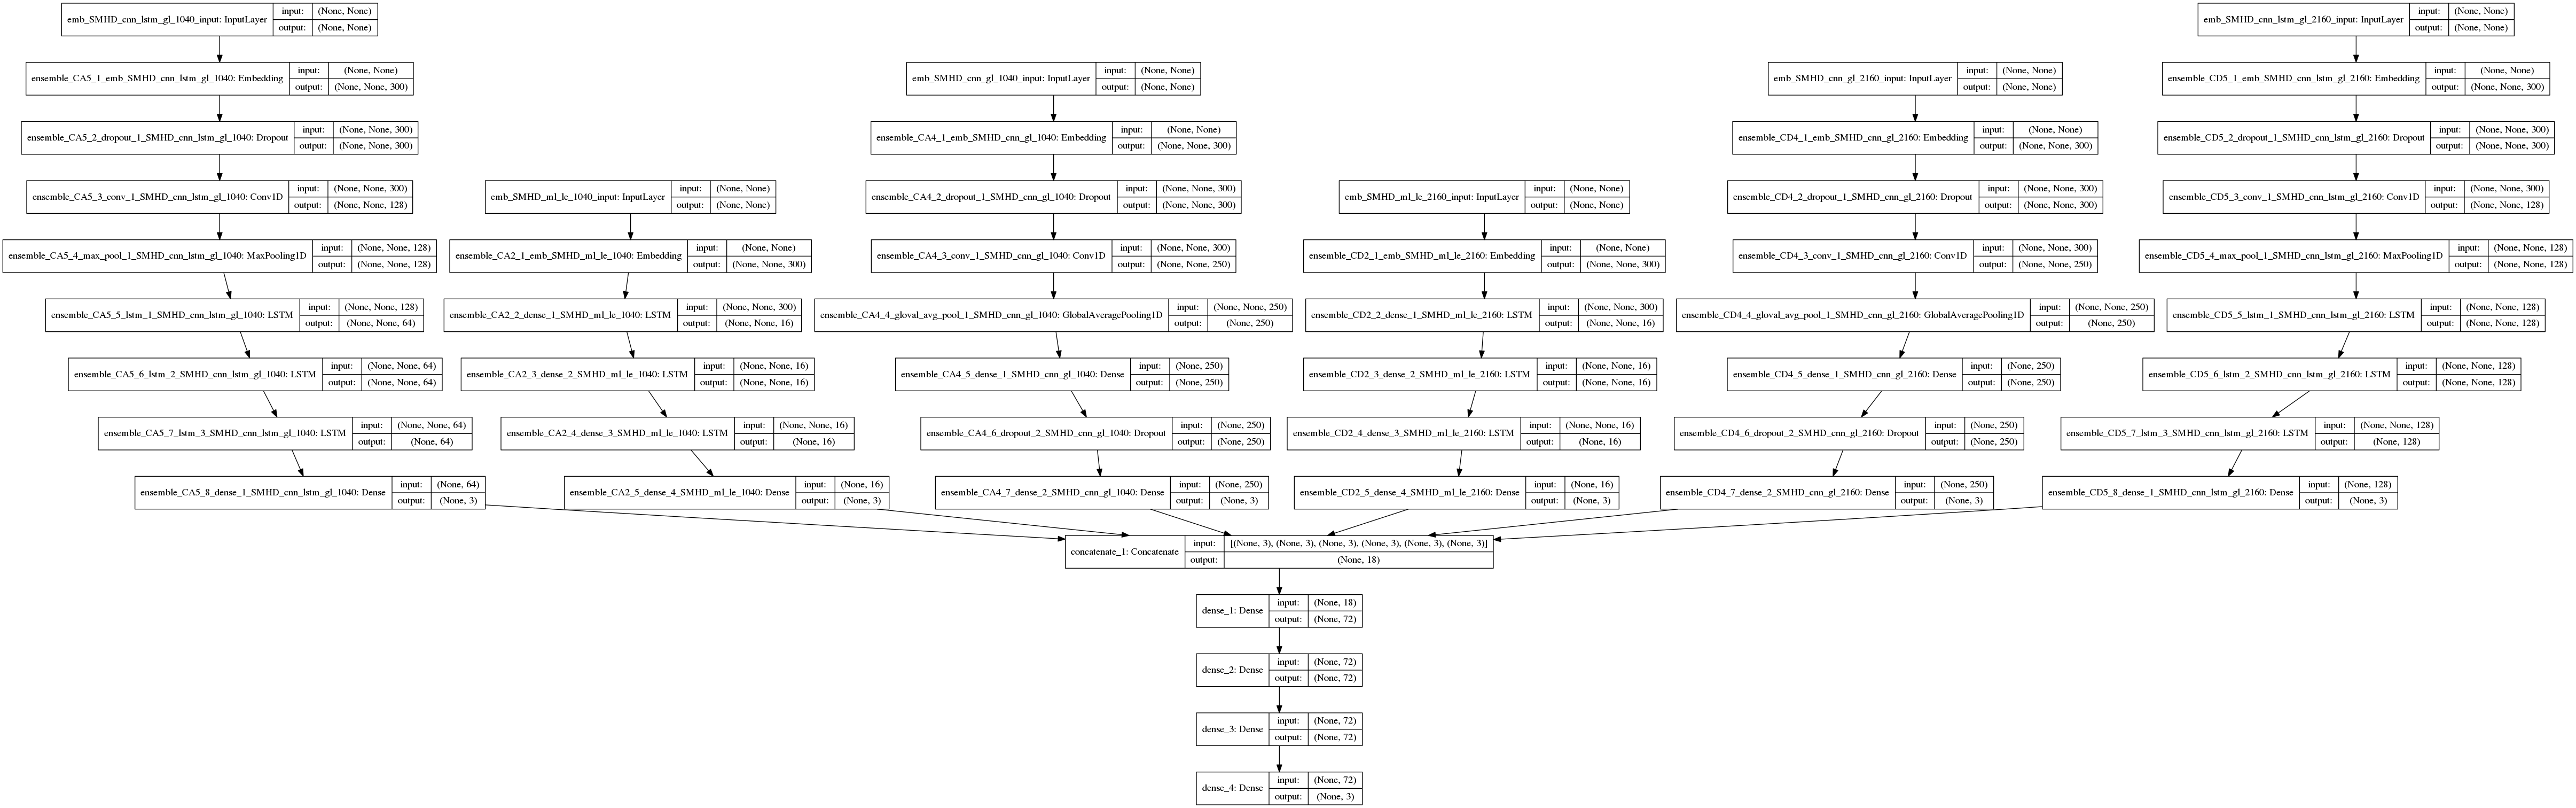 emb_SMHD_cnn_lstm_gl_1040_input: InputLayer
input: (None, None)
output: (None, None)
ensemble_CA5_1_emb_SMHD_cnn_lstm_gl_1040: Embedding
input: (None, None)
output: (None, None, 300)
ensemble_CA5_2_dropout_1_SMHD_cnn_lstm_gl_1040: Dropout
input: (None, None, 300)
output: (None, None, 300)
ensemble_CA5_3_conv_1_SMHD_cnn_lstm_gl_1040: Conv1D
input: (None, None, 300)
output: (None, None, 128)
ensemble_CA5_4_max_pool_1_SMHD_cnn_lstm_gl_1040: MaxPooling1D
input: (None, None, 128)
output: (None, None, 128)
ensemble_CA5_5_lstm_1_SMHD_cnn_lstm_gl_1040: LSTM
input: (None, None, 128)
output: (None, None, 64)
ensemble_CA5_6_lstm_2_SMHD_cnn_lstm_gl_1040: LSTM
input: (None, None, 64)
output: (None, None, 64)
ensemble_CA5_7_lstm_3_SMHD_cnn_lstm_gl_1040: LSTM
input: (None, None, 64)
output: (None, 64)
ensemble_CA5_8_dense_1_SMHD_cnn_lstm_gl_1040: Dense
input: (None, 64)
output: (None, 3)
emb_SMHD_ml_le_1040_input: InputLayer
input: (None, None)
output: (None, None)
ensemble_CA2_1_emb_SMHD_ml_le_1040: Embedding
input: (None, None)
output: (None, None, 300)
ensemble_CA2_2_dense_1_SMHD_ml_le_1040: LSTM
input: (None, None, 300)
output: (None, None, 16)
ensemble_CA2_3_dense_2_SMHD_ml_le_1040: LSTM
input: (None, None, 16)
output: (None, None, 16)
ensemble_CA2_4_dense_3_SMHD_ml_le_1040: LSTM
input: (None, None, 16)
output: (None, 16)
ensemble_CA2_5_dense_4_SMHD_ml_le_1040: Dense
input: (None, 16)
output: (None, 3)
emb_SMHD_cnn_gl_1040_input: InputLayer
input: (None, None)
output: (None, None)
ensemble_CA4_1_emb_SMHD_cnn_gl_1040: Embedding
input: (None, None)
output: (None, None, 300)
ensemble_CA4_2_dropout_1_SMHD_cnn_gl_1040: Dropout
input: (None, None, 300)
output: (None, None, 300)
ensemble_CA4_3_conv_1_SMHD_cnn_gl_1040: Conv1D
input: (None, None, 300)
output: (None, None, 250)
ensemble_CA4_4_gloval_avg_pool_1_SMHD_cnn_gl_1040: GlobalAveragePooling1D
input: (None, None, 250)
output: (None, 250)
ensemble_CA4_5_dense_1_SMHD_cnn_gl_1040: Dense
input: (None, 250)
output: (None, 250)
ensemble_CA4_6_dropout_2_SMHD_cnn_gl_1040: Dropout
input: (None, 250)
output: (None, 250)
ensemble_CA4_7_dense_2_SMHD_cnn_gl_1040: Dense
input: (None, 250)
output: (None, 3)
emb_SMHD_ml_le_2160_input: InputLayer
input: (None, None)
output: (None, None)
ensemble_CD2_1_emb_SMHD_ml_le_2160: Embedding
input: (None, None)
output: (None, None, 300)
ensemble_CD2_2_dense_1_SMHD_ml_le_2160: LSTM
input: (None, None, 300)
output: (None, None, 16)
ensemble_CD2_3_dense_2_SMHD_ml_le_2160: LSTM
input: (None, None, 16)
output: (None, None, 16)
ensemble_CD2_4_dense_3_SMHD_ml_le_2160: LSTM
input: (None, None, 16)
output: (None, 16)
ensemble_CD2_5_dense_4_SMHD_ml_le_2160: Dense
input: (None, 16)
output: (None, 3)
emb_SMHD_cnn_gl_2160_input: InputLayer
input: (None, None)
output: (None, None)
ensemble_CD4_1_emb_SMHD_cnn_gl_2160: Embedding
input: (None, None)
output: (None, None, 300)
ensemble_CD4_2_dropout_1_SMHD_cnn_gl_2160: Dropout
input: (None, None, 300)
output: (None, None, 300)
ensemble_CD4_3_conv_1_SMHD_cnn_gl_2160: Conv1D
input: (None, None, 300)
output: (None, None, 250)
ensemble_CD4_4_gloval_avg_pool_1_SMHD_cnn_gl_2160: GlobalAveragePooling1D
input: (None, None, 250)
output: (None, 250)
ensemble_CD4_5_dense_1_SMHD_cnn_gl_2160: Dense
input: (None, 250)
output: (None, 250)
ensemble_CD4_6_dropout_2_SMHD_cnn_gl_2160: Dropout
input: (None, 250)
output: (None, 250)
ensemble_CD4_7_dense_2_SMHD_cnn_gl_2160: Dense
input: (None, 250)
output: (None, 3)
emb_SMHD_cnn_lstm_gl_2160_input: InputLayer
input: (None, None)
output: (None, None)
ensemble_CD5_1_emb_SMHD_cnn_lstm_gl_2160: Embedding
input: (None, None)
output: (None, None, 300)
ensemble_CD5_2_dropout_1_SMHD_cnn_lstm_gl_2160: Dropout
input: (None, None, 300)
output: (None, None, 300)
ensemble_CD5_3_conv_1_SMHD_cnn_lstm_gl_2160: Conv1D
input: (None, None, 300)
output: (None, None, 128)
ensemble_CD5_4_max_pool_1_SMHD_cnn_lstm_gl_2160: MaxPooling1D
input: (None, None, 128)
output: (None, None, 128)
ensemble_CD5_5_lstm_1_SMHD_cnn_lstm_gl_2160: LSTM
input: (None, None, 128)
output: (None, None, 128)
ensemble_CD5_6_lstm_2_SMHD_cnn_lstm_gl_2160: LSTM
input: (None, None, 128)
output: (None, None, 128)
ensemble_CD5_7_lstm_3_SMHD_cnn_lstm_gl_2160: LSTM
input: (None, None, 128)
output: (None, 128)
ensemble_CD5_8_dense_1_SMHD_cnn_lstm_gl_2160: Dense
input: (None, 128)
output: (None, 3)
concatenate_1: Concatenate
input: [(None, 3), (None, 3), (None, 3), (None, 3), (None, 3), (None, 3)]
output: (None, 18)
dense_1: Dense
input: (None, 18)
output: (None, 72)
dense_2: Dense
input: (None, 72)
output: (None, 72)
dense_3: Dense
input: (None, 72)
output: (None, 72)
dense_4: Dense
input: (None, 72)
output: (None, 3)